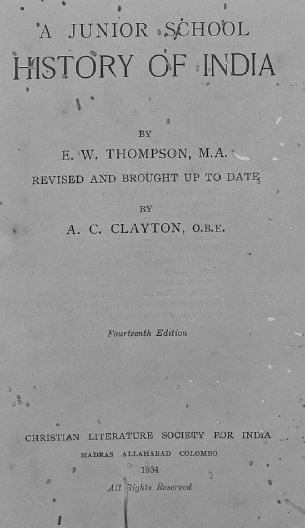 A JUNIOR SCHOOL
HISTORY OF INDIA
BY
E. W. THOMPSON, M.A.
REVISED AND BROUGHT UP TO DATE
BY
A. C. CLAYTON, O.B.E.
Fourteenth Edition
CHRISTIAN LITERATURE SOCIETY FOR INDIA
MADRAS ALLAHABAD COLOMBO
1934
All Rights Reserved